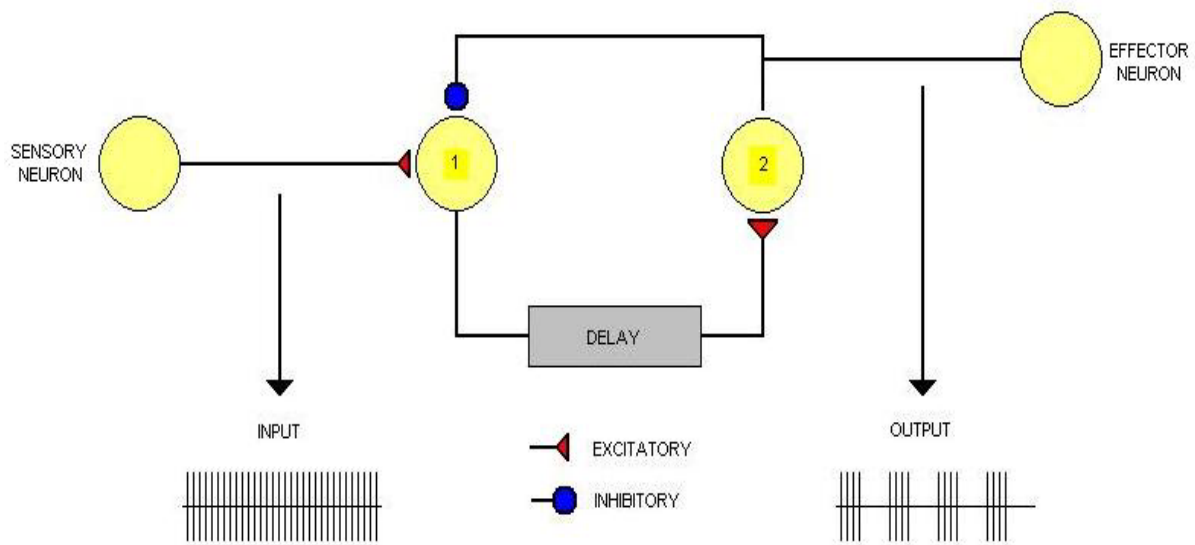 EFFECTOR
NEURON
SENSORY
NEURON
1
2
DELAY
INPUT
OUTPUT
EXCITATORY
INHIBITORY